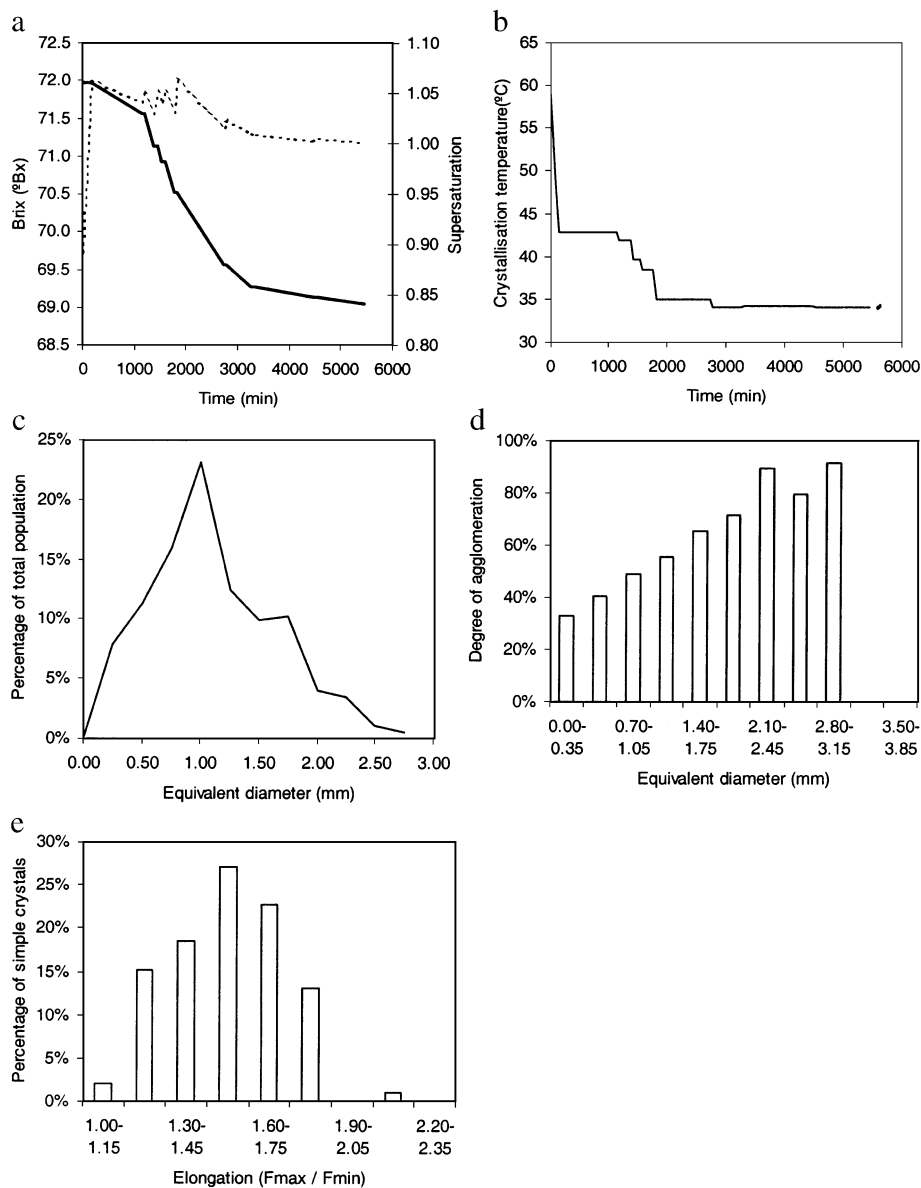 a
72.5
72.0
71.5
71.0
70.5
70.0
69.5
69.0
68.5
Brix (ºBx)
1.10
1.05
1.00
0.95
0.90
0.85
0.80
Supersaturation
0 1000 2000 3000 4000 5000 6000
Time (min)
b
65
60
55
50
45
40
35
30
Crystallisation temperature(ºC)
0 1000 2000 3000 4000 5000 6000
Time (min)
c
25%
20%
15%
10%
5%
0%
Percentage of total population
0.00 0.50 1.00 1.50 2.00 2.50 3.00
Equivalent diameter (mm)
d
100%
80%
60%
40%
20%
0%
Degree of agglomeration
0.00- 0.70- 1.40- 2.10- 2.80- 3.50-
0.35 1.05 1.75 2.45 3.15 3.85
Equivalent diameter (mm)
e
30%
25%
20%
15%
10%
5%
0%
Percentage of simple crystals
1.00- 1.30- 1.60- 1.90- 2.20-
1.15 1.45 1.75 2.05 2.35
Elongation (Fmax / Fmin)